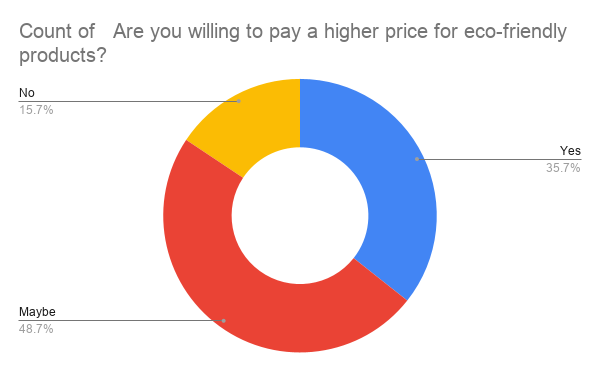 Count of   Are you willing to pay a higher price for eco-friendly
products?
No
15.7%
Yes
35.7%
Maybe
48.7%